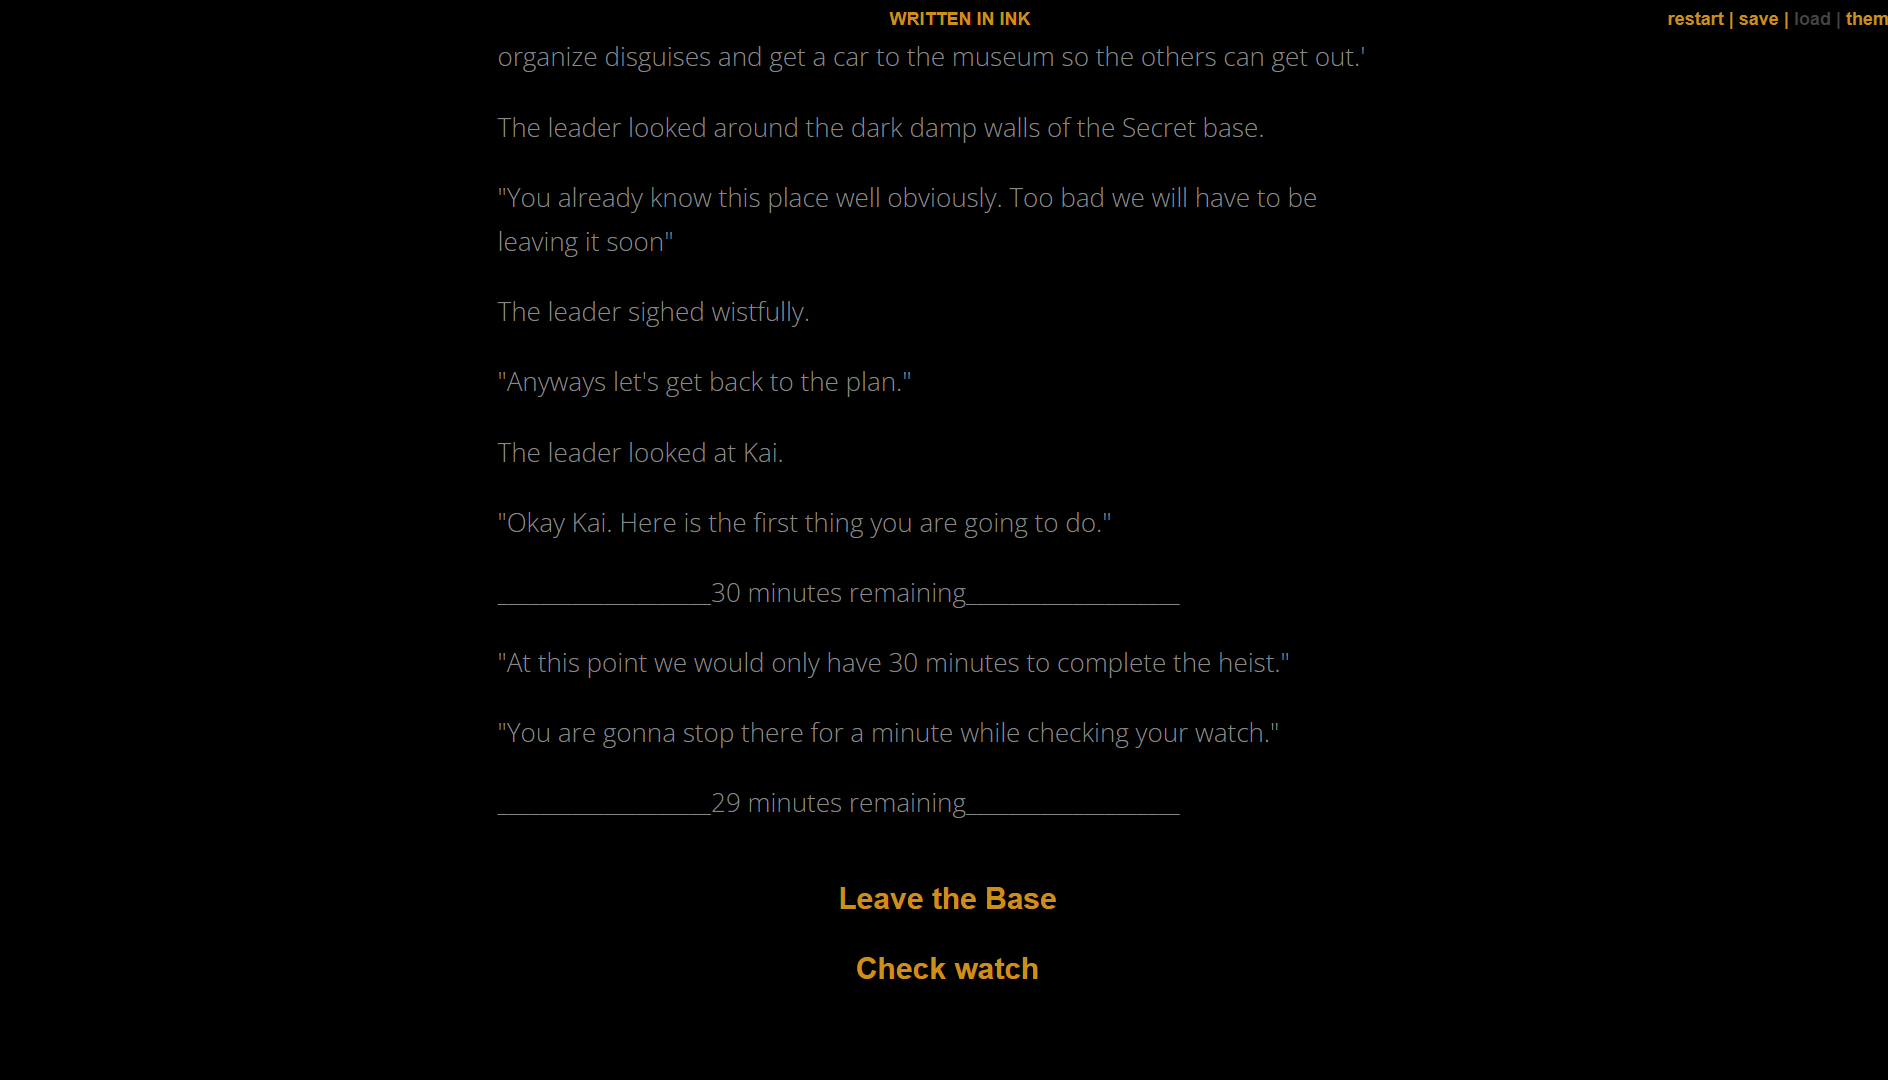 WRITTEN IN INK
restart | save | load | them
organize disguises and get a car to the museum so the others can get out.'
The leader looked around the dark damp walls of the Secret base.
"You already know this place well obviously. Too bad we will have to be
leaving it soon"
The leader sighed wistfully.
"Anyways let's get back to the plan."
The leader looked at Kai.
"Okay Kai. Here is the first thing you are going to do."
________________30 minutes remaining________________
"At this point we would only have 30 minutes to complete the heist."
"You are gonna stop there for a minute while checking your watch."
________________29 minutes remaining________________
Leave the Base
Check watch